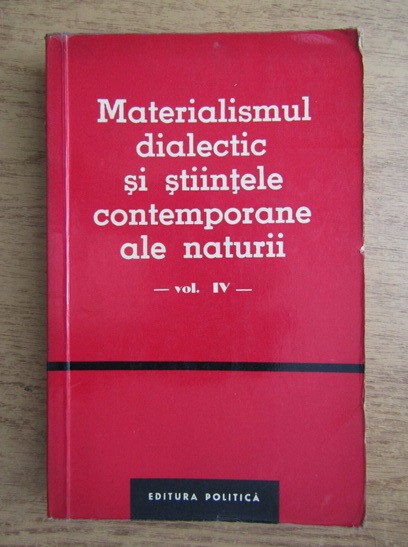 Materialismul
dialectic
și științele
contemporane
ale naturii
— vol. IV —
EDITURA POLITICĂ